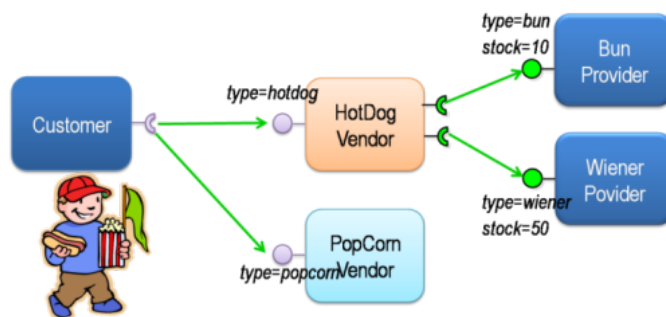 type=bun
stock=10
Bun
Provider
type=hotdog
Customer
HotDog
Vendor
Wiener
Povider
type=wiener
stock=50
PopCorn
Vendor
type=popcorn